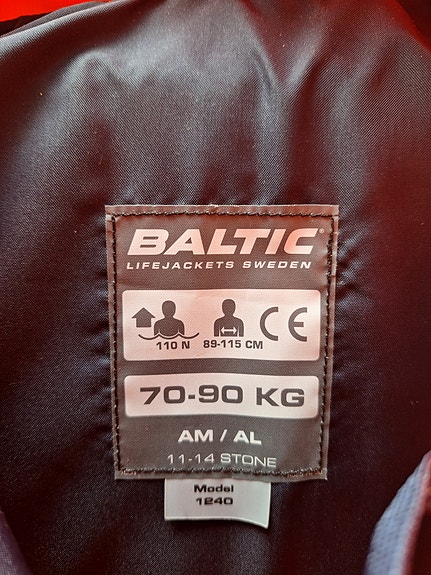 BALTIC®
LIFEJACKETS SWEDEN
110 N 89-115 CM CE
70-90 KG
AM / AL
11-14 STONE
Model
1240